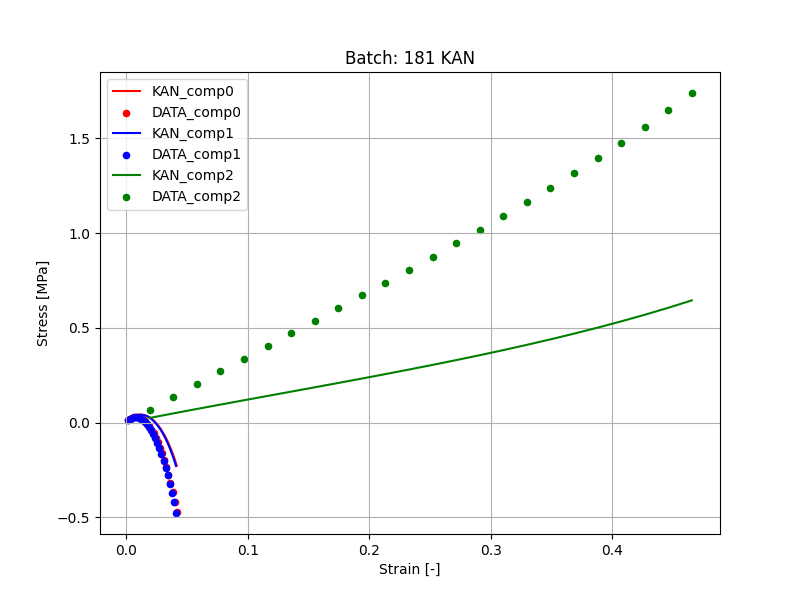 Batch: 181 KAN
KAN_comp0
DATA_comp0
KAN_comp1
DATA_comp1
KAN_comp2
DATA_comp2
Stress [MPa]
1.5
1.0
0.5
0.0
−0.5
0.0 0.1 0.2 0.3 0.4
Strain [-]